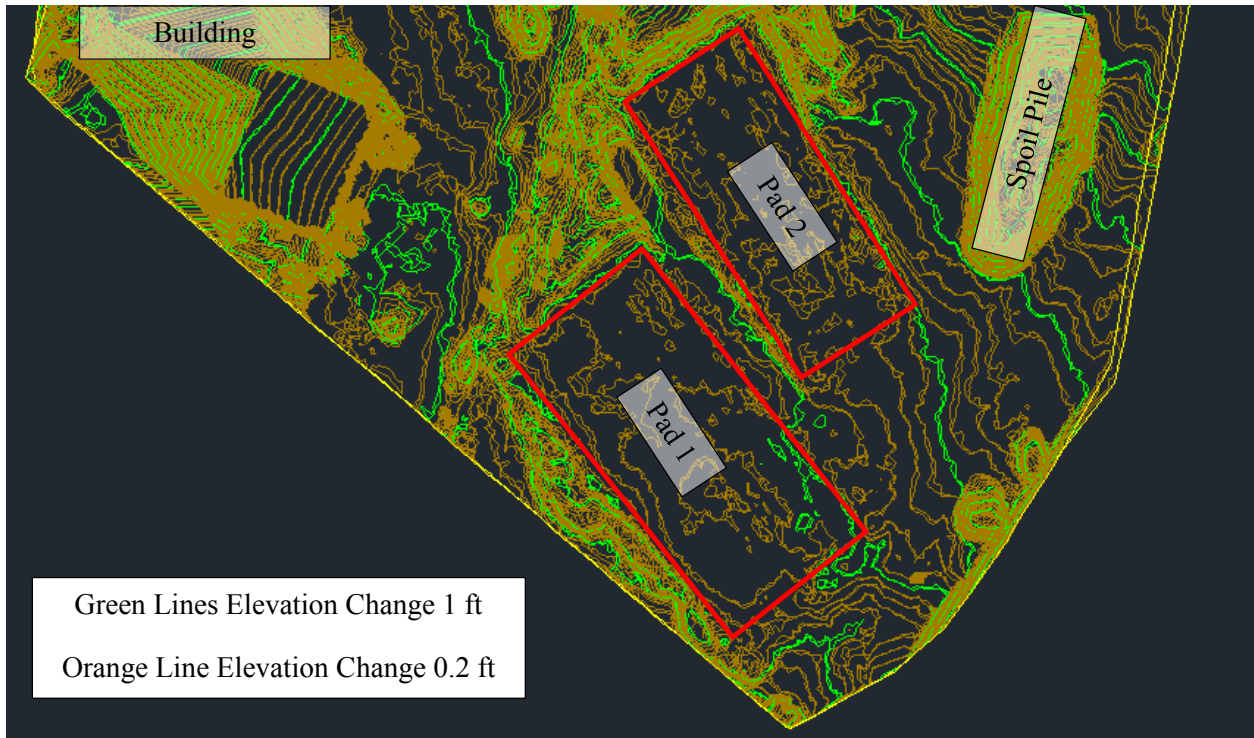 Building
Spoil Pile
Pad 2
Pad 1
Green Lines Elevation Change 1 ft
Orange Line Elevation Change 0.2 ft